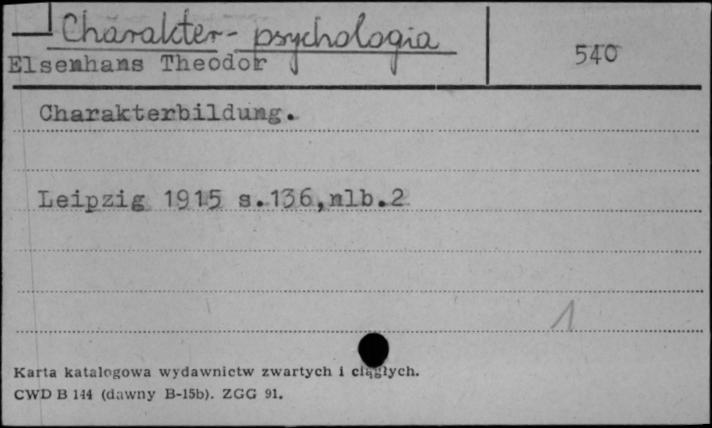 Charakter- psychologia
Elsenhans Theodor
540
Charakterbildung.
Leipzig 1915 s.136,nlb.2
1
Karta katalogowa wydawnictw zwartych i ciągłych.
CWD B 144 (dawny B-15b). ZGG 91.